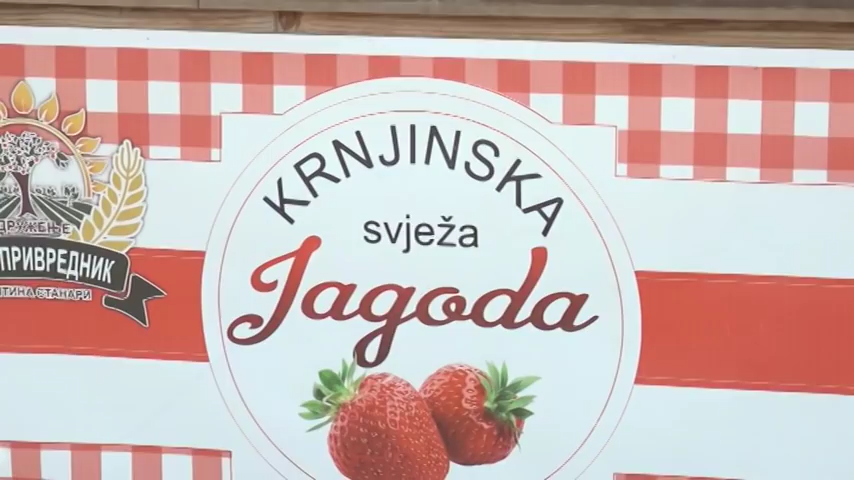 KRNJINSKA
svježa
Jagoda
ДРУЖЕЊЕ
ПРИВРЕДНИК
ТИНА СТАНАРИ